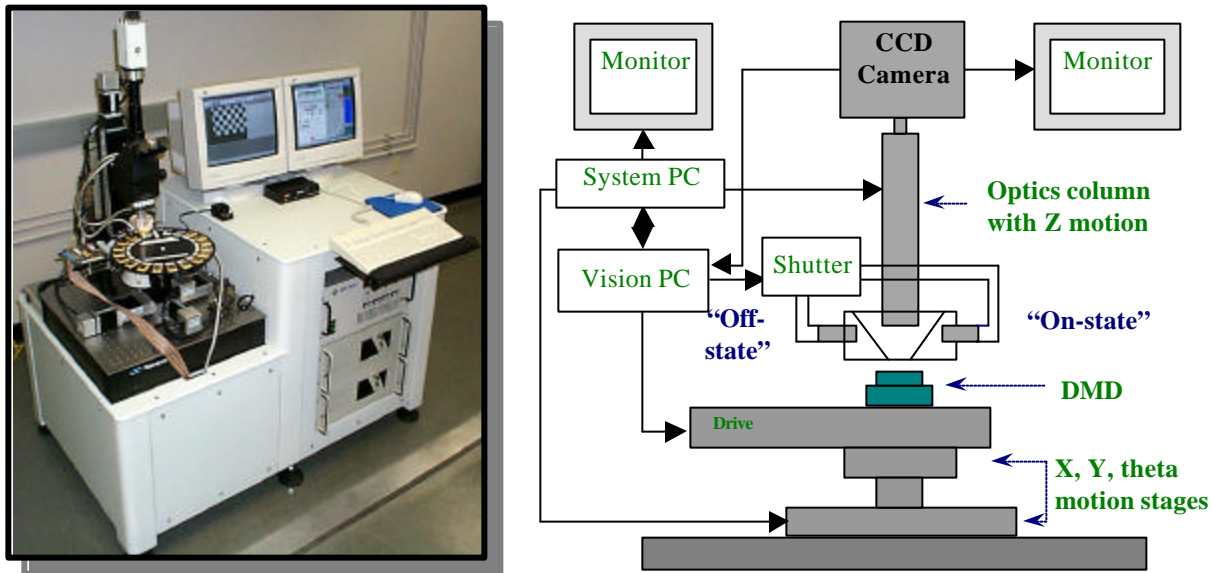 CCD
Camera
Monitor
Monitor
System PC
Optics column
with Z motion
Vision PC
Shutter
“Off-
state”
“On-state”
DMD
Drive
X, Y, theta
motion stages